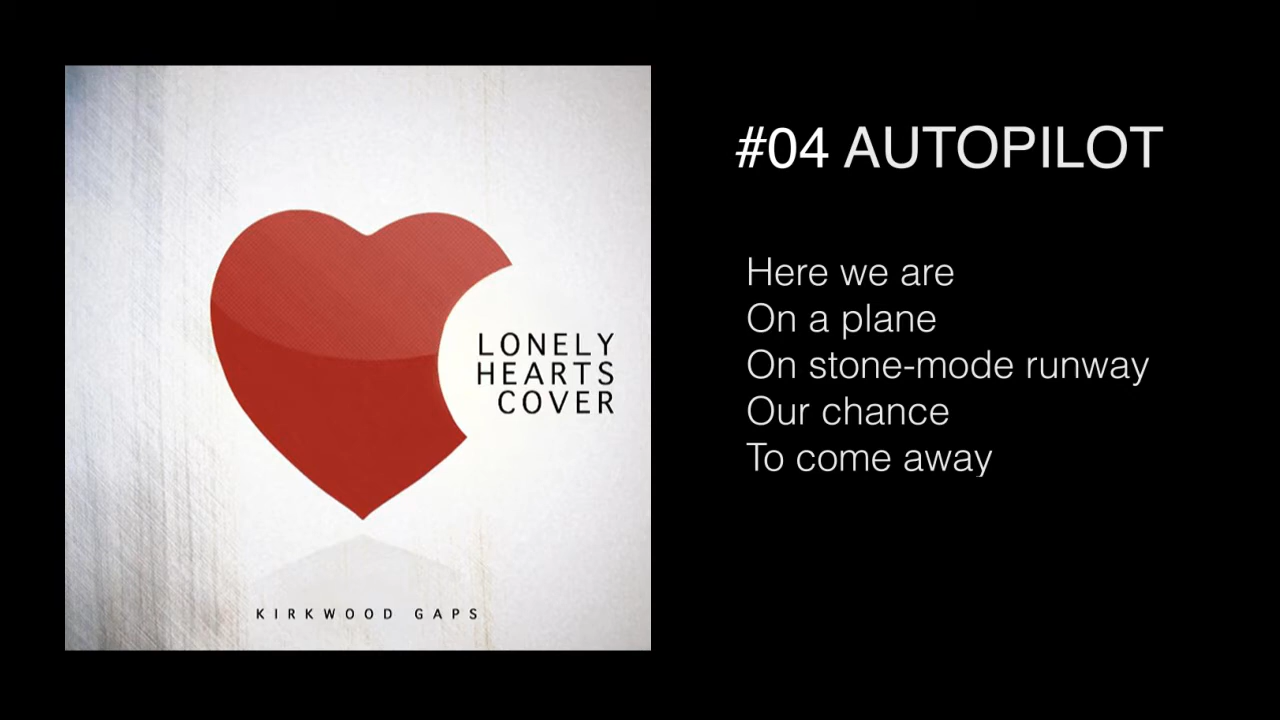 LONELY
HEARTS
COVER
KIRKWOOD GAPS
#04 AUTOPILOT
Here we are
On a plane
On stone-mode runway
Our chance
To come away